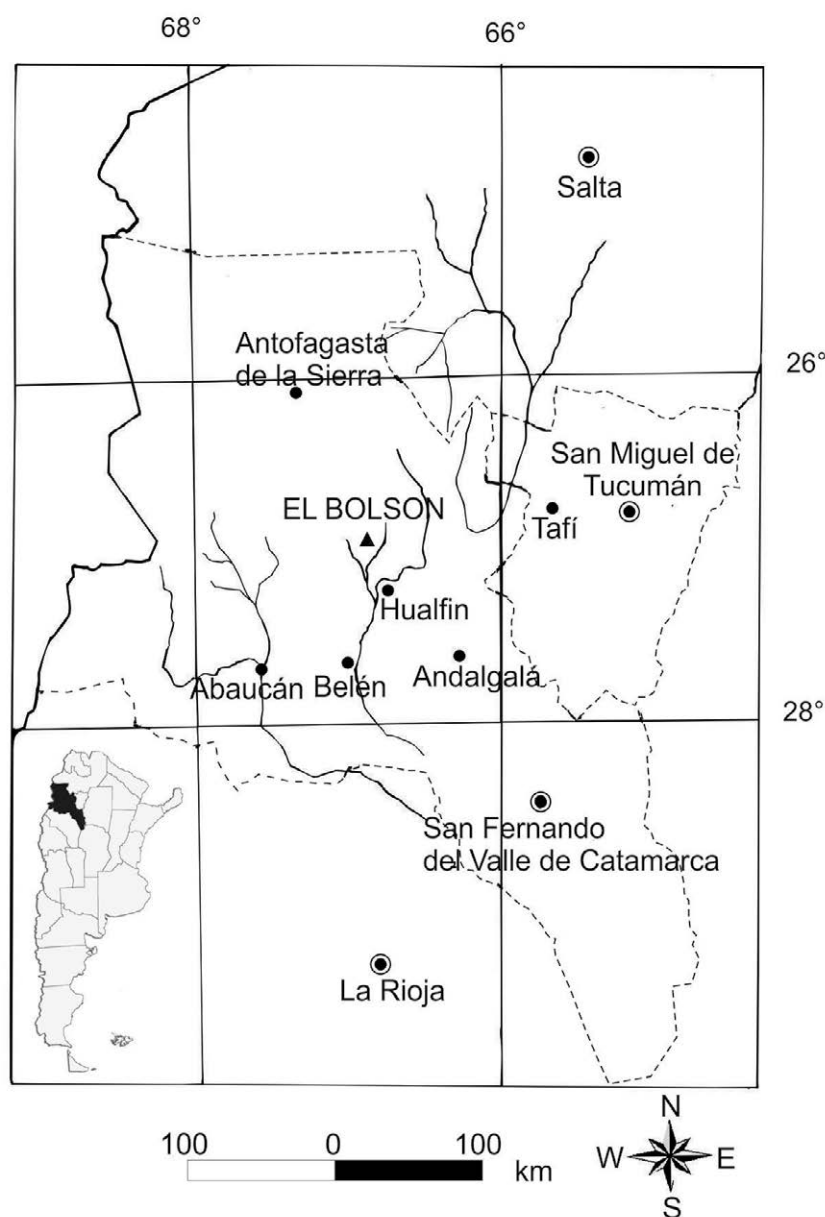 68°
66°
Salta
Antofagasta
de la Sierra
26°
San Miguel de
Tucumán
EL BOLSON
Tafí
Hualfin
Abaucán
Belén
Andalgalá
28°
San Fernando
del Valle de Catamarca
La Rioja
100
0
100
km
N
W
E
S